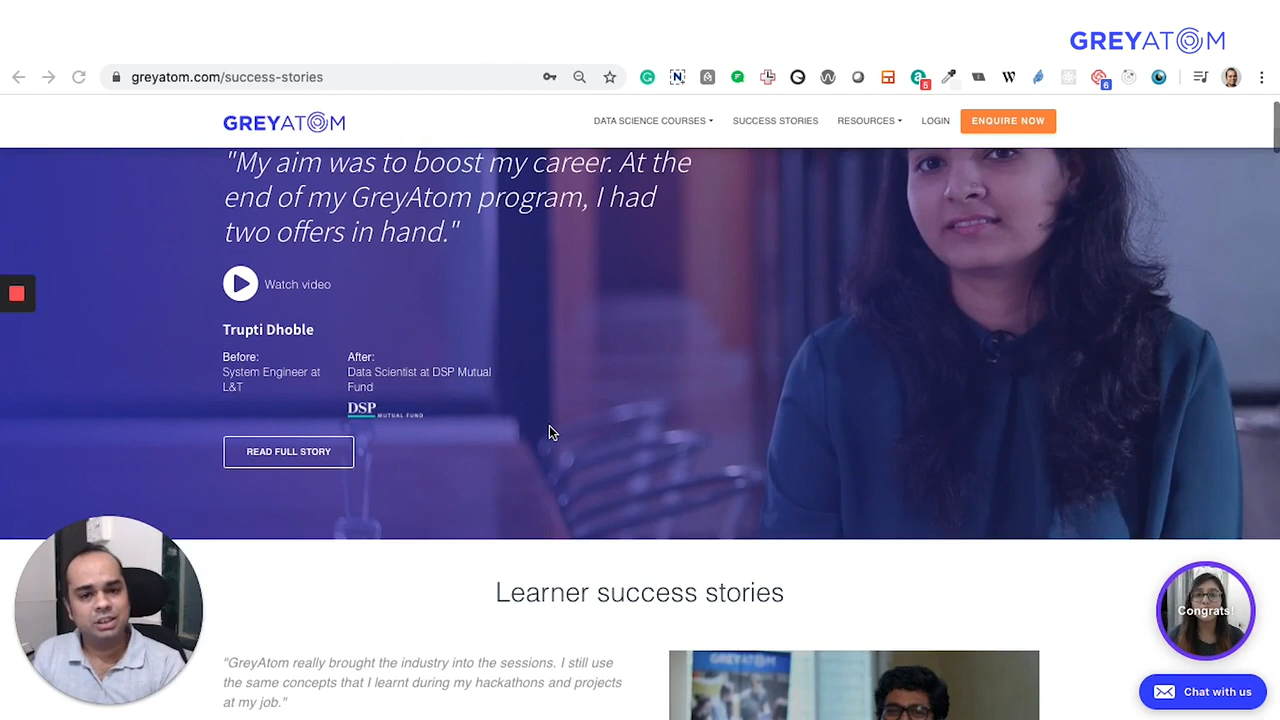 GREYATOM
greyatom.com/success-stories
5
6
GREYATOM
DATA SCIENCE COURSES
SUCCESS STORIES
RESOURCES
LOGIN
ENQUIRE NOW
"My aim was to boost my career. At the
end of my GreyAtom program, I had
two offers in hand."
Watch video
Trupti Dhoble
Before:
System Engineer at
L&T
After:
Data Scientist at DSP Mutual
Fund
DSP MUTUAL FUND
READ FULL STORY
Learner success stories
"GreyAtom really brought the industry into the sessions. I still use
the same concepts that I learnt during my hackathons and projects
at my job."
GREYATOM
Congrats!
Chat with us